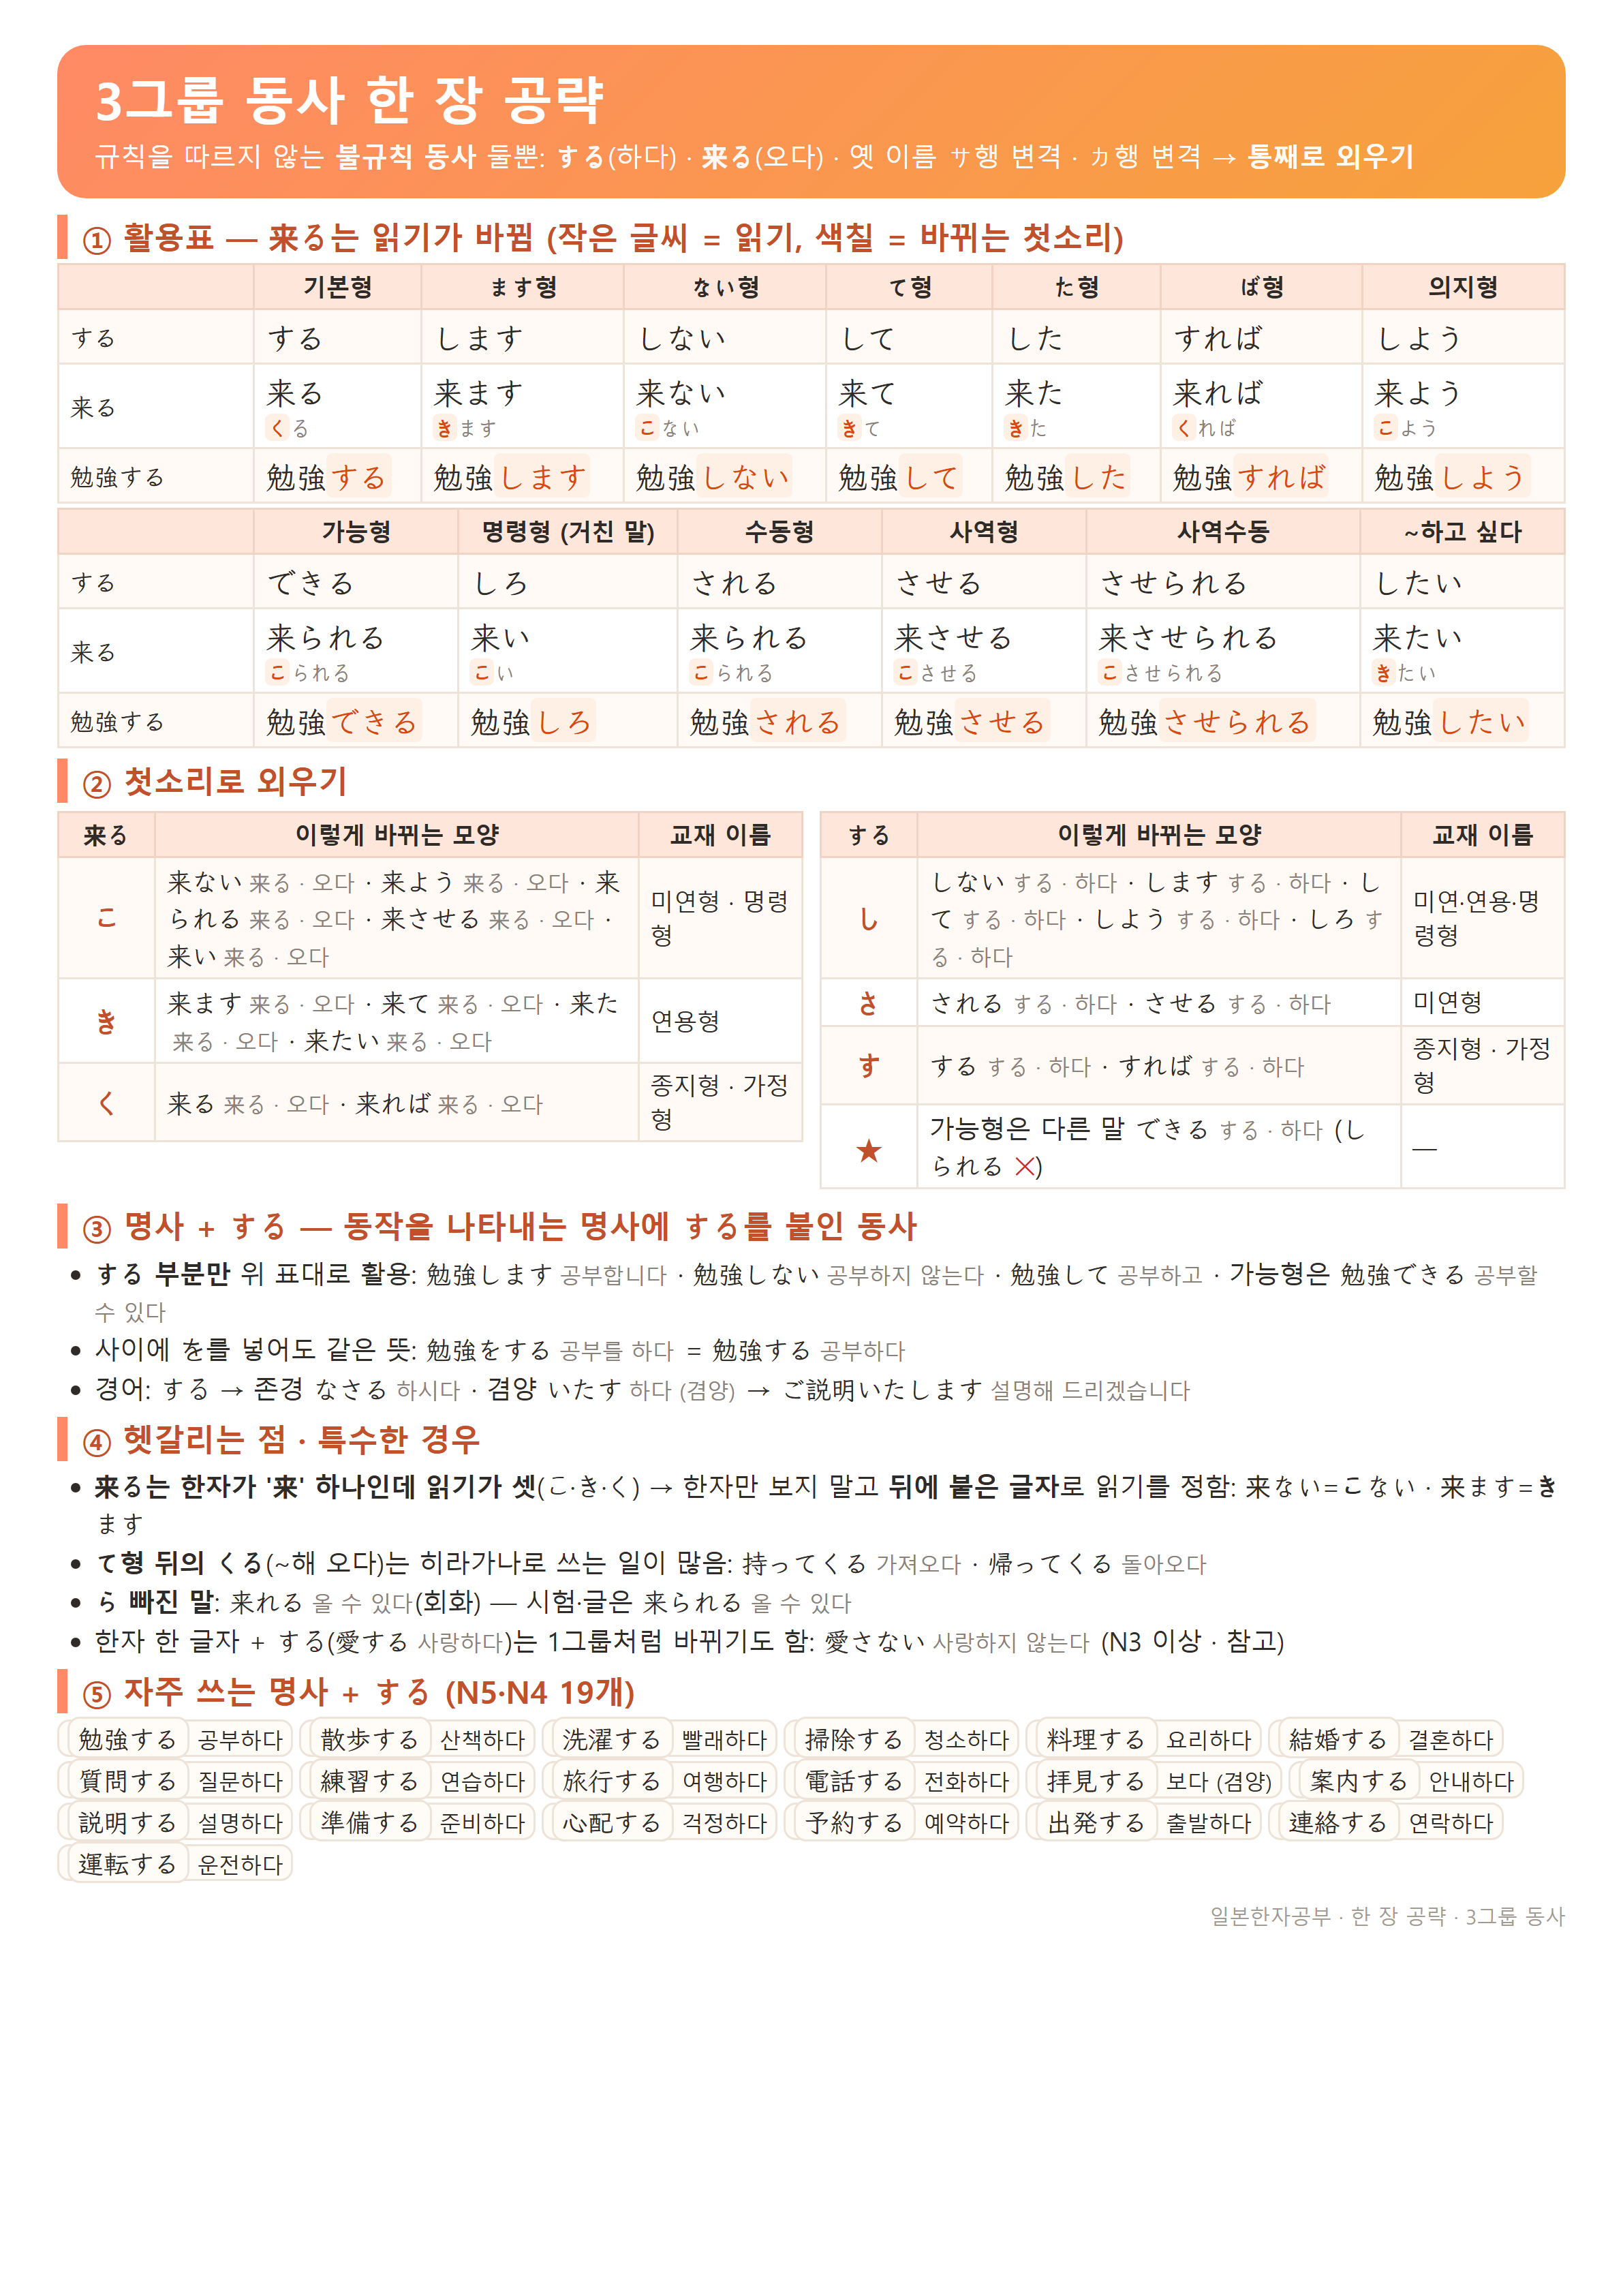 3그룹 동사 한 장 공략
규칙을 따르지 않는 불규칙 동사 둘뿐: する(하다) · 来る(오다) · 옛 이름 サ행 변격 · カ행 변격 → 통째로 외우기
① 활용표 — 来る는 읽기가 바뀜 (작은 글씨 = 읽기, 색칠 = 바뀌는 첫소리)
기본형 ます형 ない형 て형 た형 ば형 의지형
する する します しない して した すれば しよう
来る 来る 来ます 来ない 来て 来た 来れば 来よう
くる きます こない きて きた くれば こよう
勉強する 勉強する 勉強します 勉強しない 勉強して 勉強した 勉強すれば 勉強しよう
가능형 명령형 (거친 말) 수동형 사역형 사역수동 ~하고 싶다
する できる しろ される させる させられる したい
来る 来られる 来い 来られる 来させる 来させられる 来たい
こられる こい こられる こさせる こさせられる きたい
勉強する 勉強できる 勉強しろ 勉強される 勉強させる 勉強させられる 勉強したい
② 첫소리로 외우기
来る 이렇게 바뀌는 모양 교재 이름
こ 来ない 来る · 오다 · 来よう 来る · 오다 · 来
られる 来る · 오다 · 来させる 来る · 오다 ·
来い 来る · 오다
미연형 · 명령
형
き 来ます 来る · 오다 · 来て 来る · 오다 · 来た
来る · 오다 · 来たい 来る · 오다
연용형
く 来る 来る · 오다 · 来れば 来る · 오다
종지형 · 가정
형
する 이렇게 바뀌는 모양 교재 이름
し しない する · 하다 · します する · 하다 · し
て する · 하다 · しよう する · 하다 · しろ す
る · 하다
미연·연용·명
령형
さ される する · 하다 · させる する · 하다 미연형
す する する · 하다 · すれば する · 하다
종지형 · 가정
형
★ 가능형은 다른 말 できる する · 하다 (し
られる ✕)
—
③ 명사 + する — 동작을 나타내는 명사에 する를 붙인 동사
• する 부분만 위 표대로 활용: 勉強します 공부합니다 · 勉強しない 공부하지 않는다 · 勉強して 공부하고 · 가능형은 勉強できる 공부할
수 있다
• 사이에 を를 넣어도 같은 뜻: 勉強をする 공부를 하다 = 勉強する 공부하다
• 경어: する → 존경 なさる 하시다 · 겸양 いたす 하다 (겸양) → ご説明いたします 설명해 드리겠습니다
④ 헷갈리는 점 · 특수한 경우
• 来る는 한자가 '来' 하나인데 읽기가 셋(こ·き·く) → 한자만 보지 말고 뒤에 붙은 글자로 읽기를 정함: 来ない=こない · 来ます=き
ます
• て형 뒤의 くる(~해 오다)는 히라가나로 쓰는 일이 많음: 持ってくる 가져오다 · 帰ってくる 돌아오다
• ら 빠진 말: 来れる 올 수 있다(회화) — 시험·글은 来られる 올 수 있다
• 한자 한 글자 + する(愛する 사랑하다)는 1그룹처럼 바뀌기도 함: 愛さない 사랑하지 않는다 (N3 이상 · 참고)
⑤ 자주 쓰는 명사 + する (N5·N4 19개)
勉強する 공부하다 散歩する 산책하다 洗濯する 빨래하다 掃除する 청소하다 料理する 요리하다 結婚する 결혼하다
質問する 질문하다 練習する 연습하다 旅行する 여행하다 電話する 전화하다 拝見する 보다 (겸양) 案内する 안내하다
説明する 설명하다 準備する 준비하다 心配する 걱정하다 予約する 예약하다 出発する 출발하다 連絡する 연락하다
運転する 운전하다
일본한자공부 · 한 장 공략 · 3그룹 동사